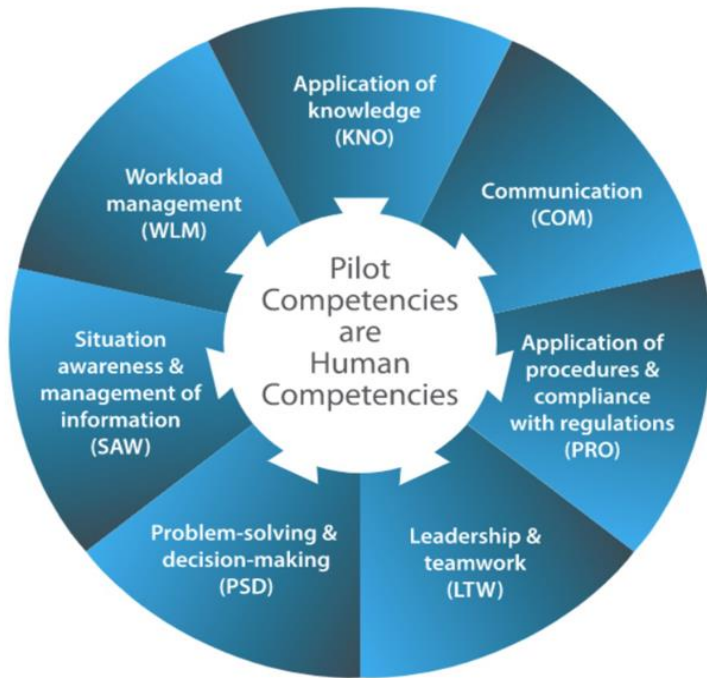 Application of
knowledge
(KNO)
Communication
(COM)
Application of
procedures &
compliance
with regulations
(PRO)
Leadership &
teamwork
(LTW)
Problem-solving &
decision-making
(PSD)
Situation
awareness &
management of
information
(SAW)
Workload
management
(WLM)
Pilot
Competencies
are
Human
Competencies